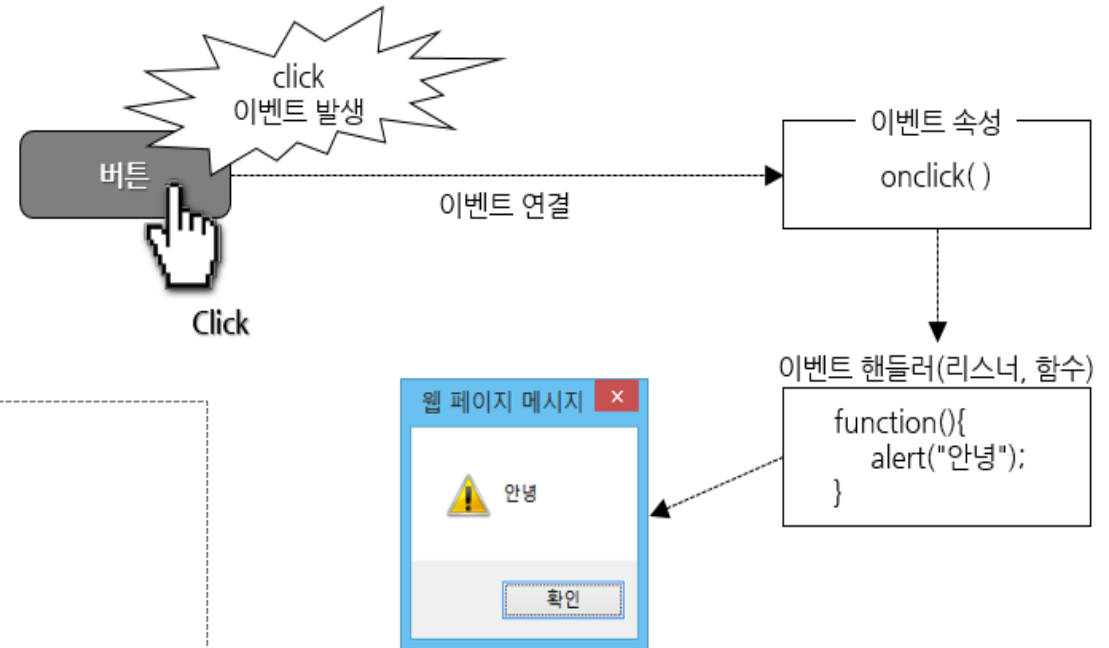 click
이벤트 발생
버튼
Click
이벤트 연결
이벤트 속성
onclick( )
이벤트 핸들러(리스너, 함수)
function(){
alert("안녕");
}
웹 페이지 메시지
x
안녕
확인